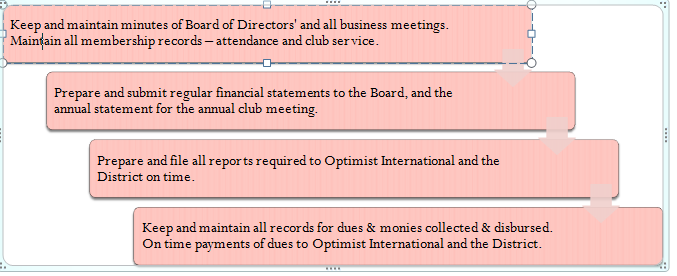 Keep and maintain minutes of Board of Directors' and all business meetings.
Maintain all membership records – attendance and club service.
Prepare and submit regular financial statements to the Board, and the
annual statement for the annual club meeting.
Prepare and file all reports required to Optimist International and the
District on time.
Keep and maintain all records for dues & monies collected & disbursed.
On time payments of dues to Optimist International and the District.